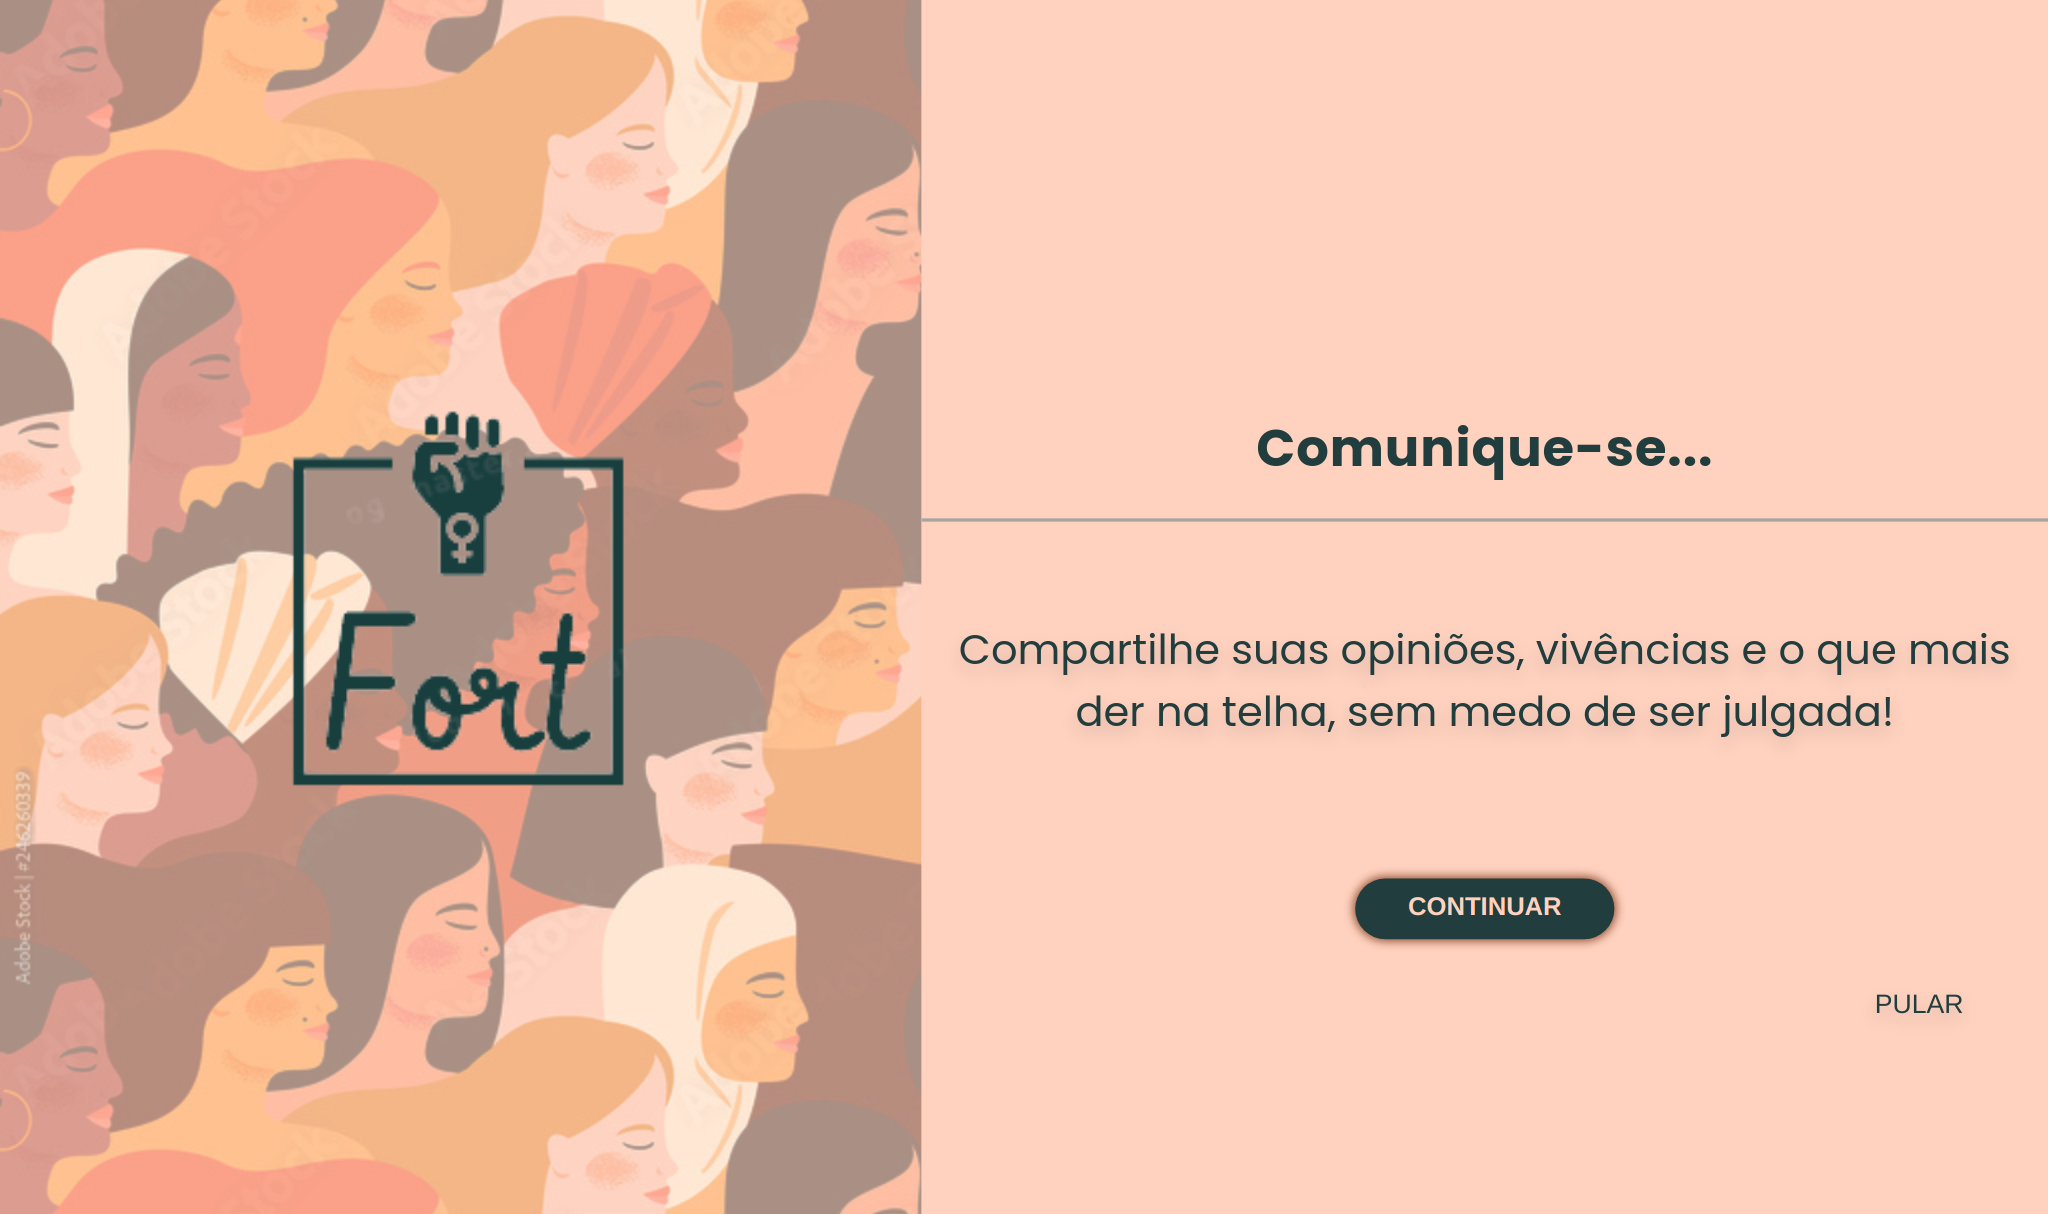 Fort
Adobe Stock | #246260339
Comunique-se...
Compartilhe suas opiniões, vivências e o que mais
der na telha, sem medo de ser julgada!
CONTINUAR
PULAR